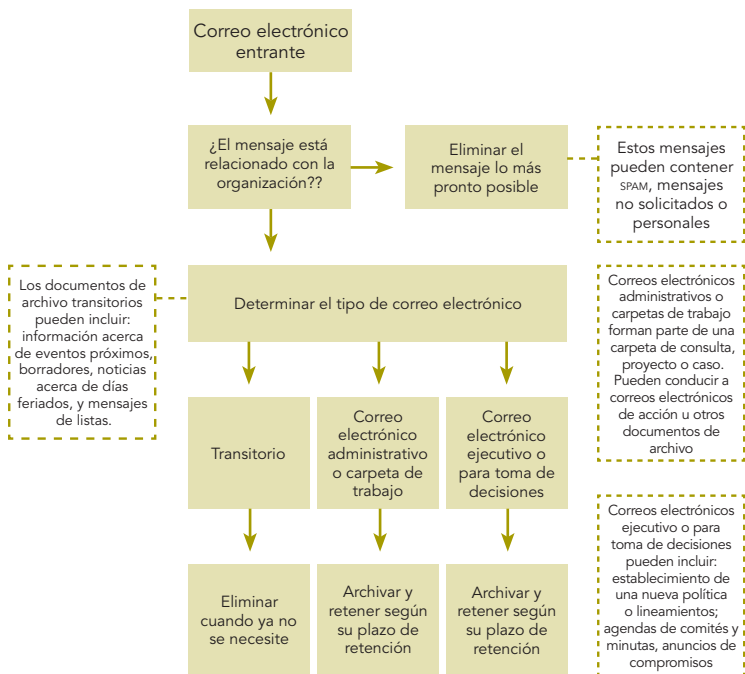 Correo electrónico
entrante
¿El mensaje está
relacionado con la
organización??
Eliminar el
mensaje lo más
pronto posible
Estos mensajes
pueden contener
SPAM, mensajes
no solicitados o
personales
Los documentos de
archivo transitorios
pueden incluir:
información acerca
de eventos próximos,
borradores, noticias
acerca de días
feriados, y mensajes
de listas.
Determinar el tipo de correo electrónico
Correos electrónicos
administrativos o
carpetas de trabajo
forman parte de una
carpeta de consulta,
proyecto o caso.
Pueden conducir a
correos electrónicos
de acción u otros
documentos de
archivo
Transitorio
Correo
electrónico
administrativo
o carpeta de
trabajo
Correo
electrónico
ejecutivo o
para toma de
decisiones
Eliminar
cuando ya no
se necesite
Archivar y
retener según
su plazo de
retención
Archivar y
retener según
su plazo de
retención
Correos electrónicos
ejecutivo o para
toma de decisiones
pueden incluir:
establecimiento de
una nueva política
o lineamientos;
agendas de comités y
minutas, anuncios de
compromisos